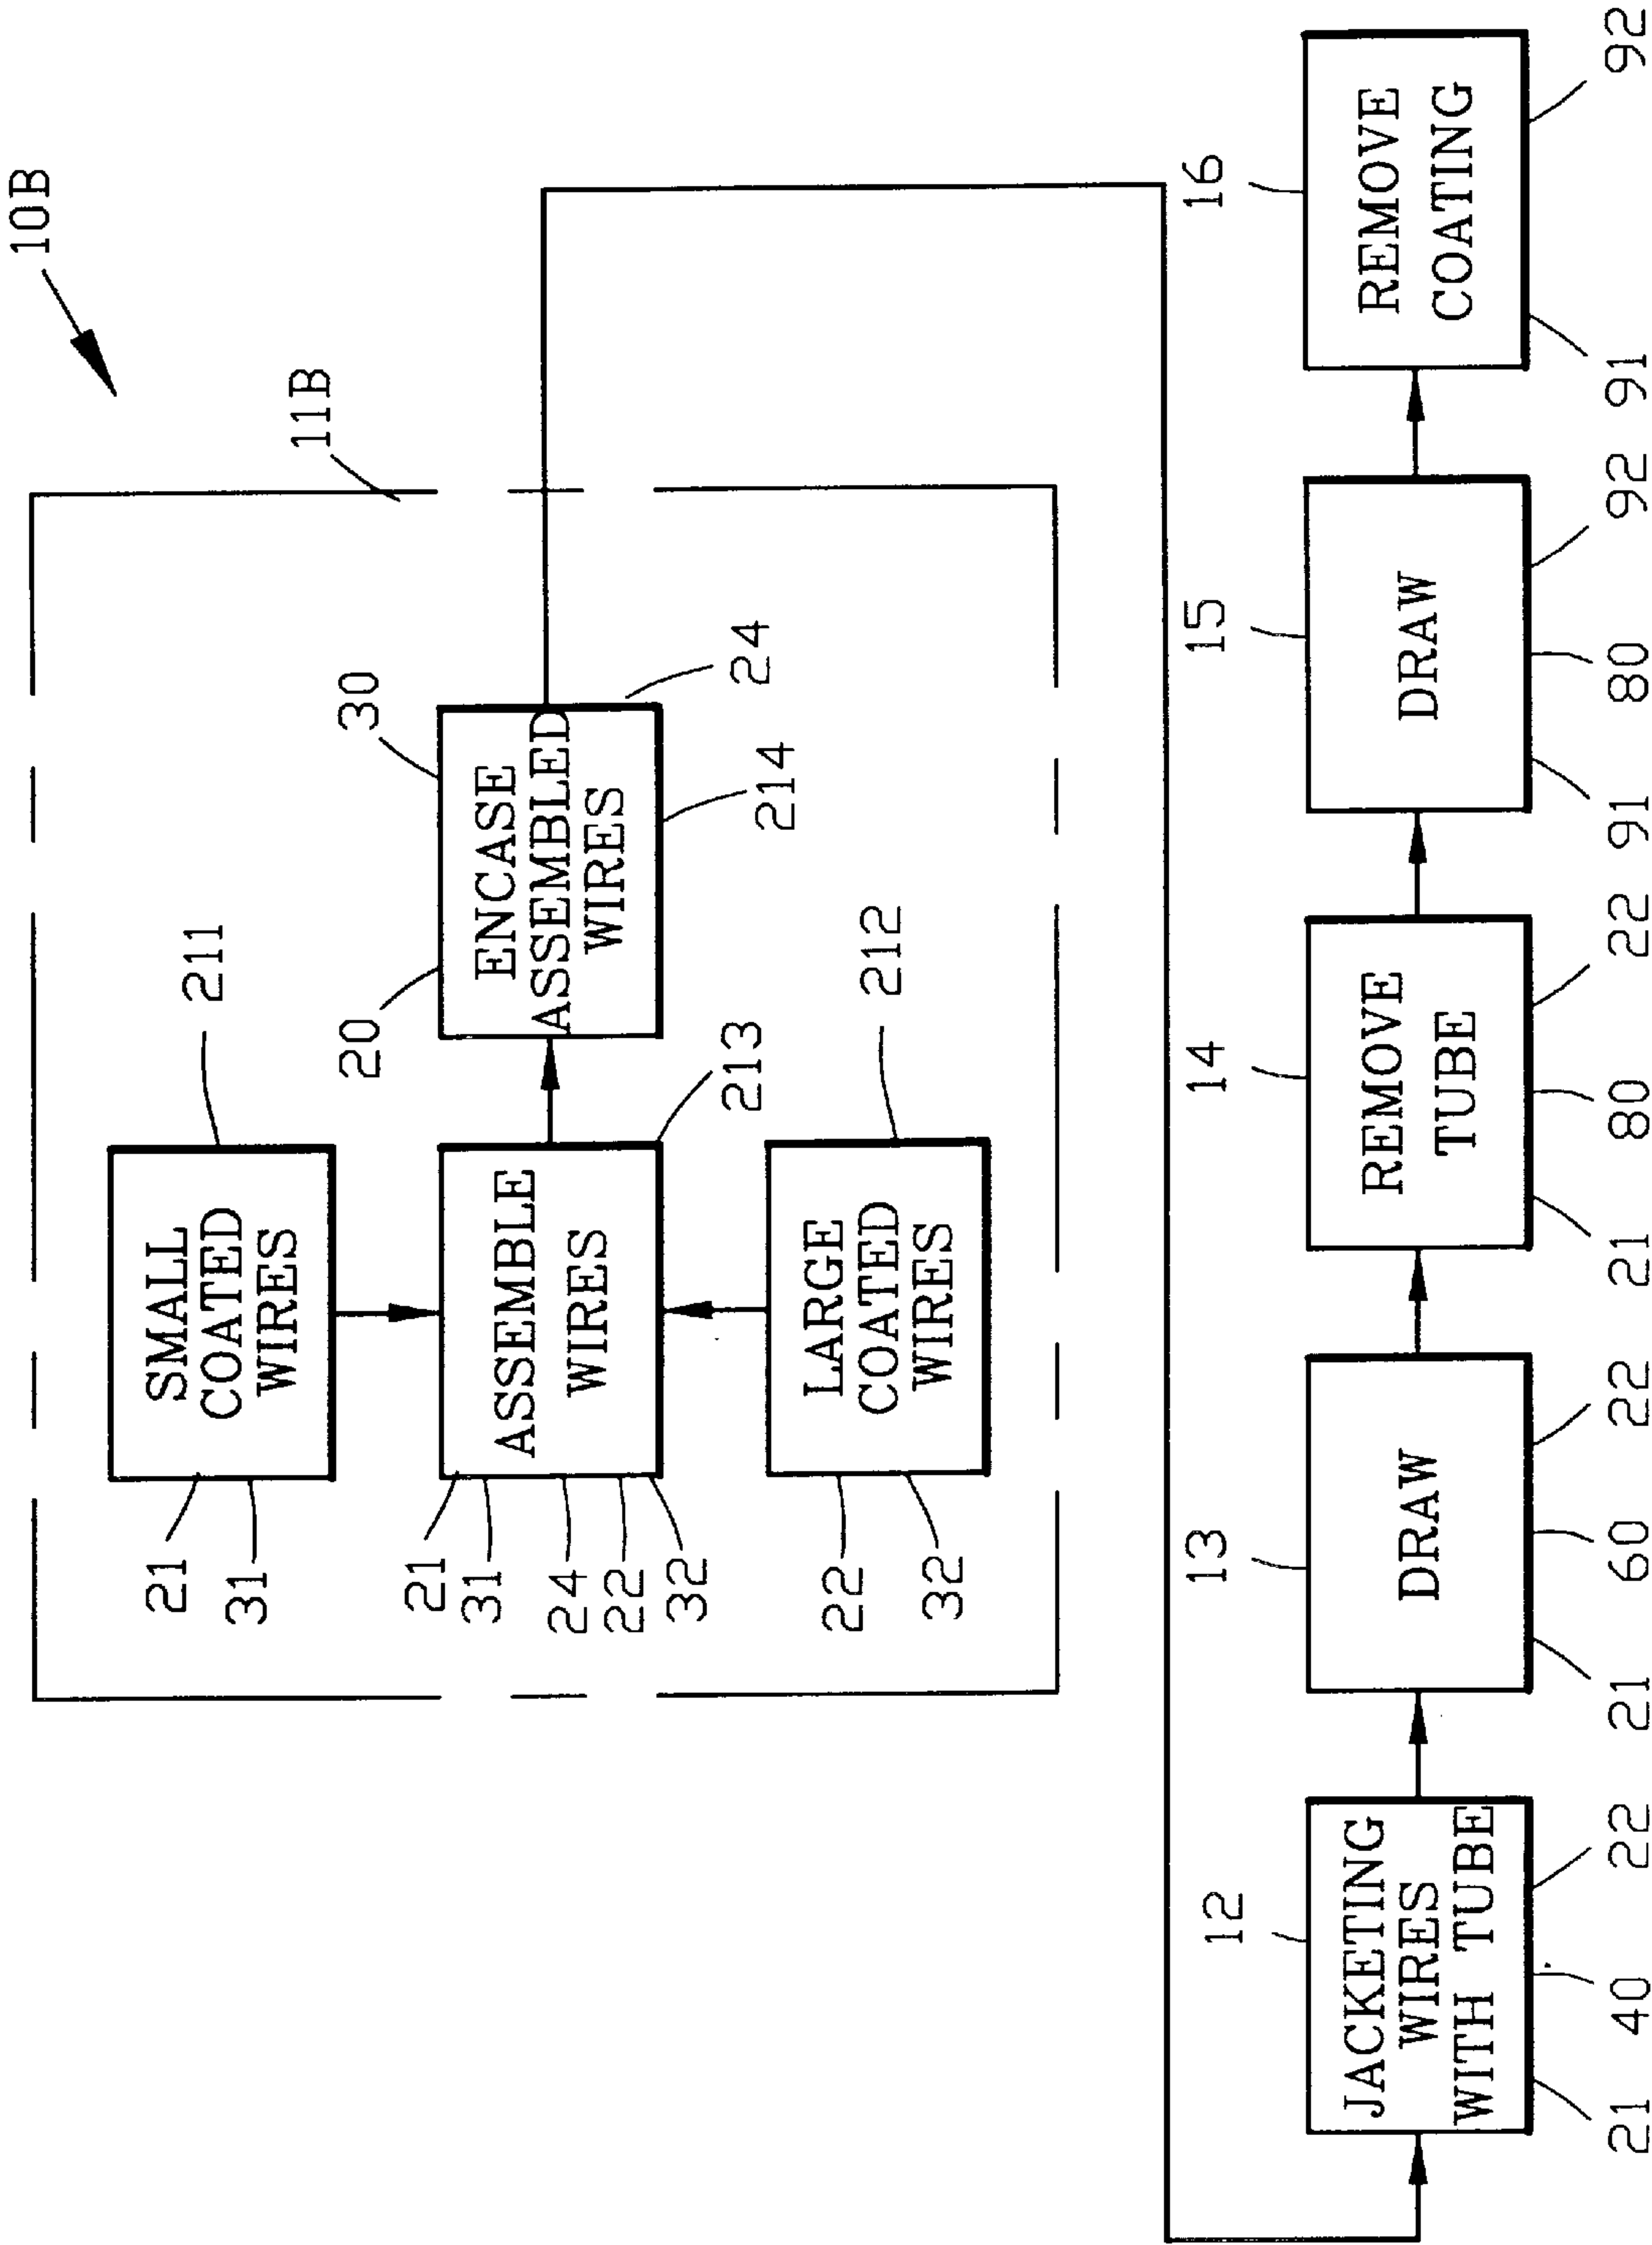 10B
11B
211
SMALL
COATED
WIRES
21
31
20
30
ASSEMBLE
WIRES
213
21
31
24
22
32
ENCASE
ASSEMBLED
WIRES
24
214
212
LARGE
COATED
WIRES
22
32
12
13
14
15
16
JACKETING
WIRES
WITH TUBE
DRAW
REMOVE
TUBE
DRAW
REMOVE
COATING
21 40 22
21 60 22
21 80 22
91 80 92
91 92